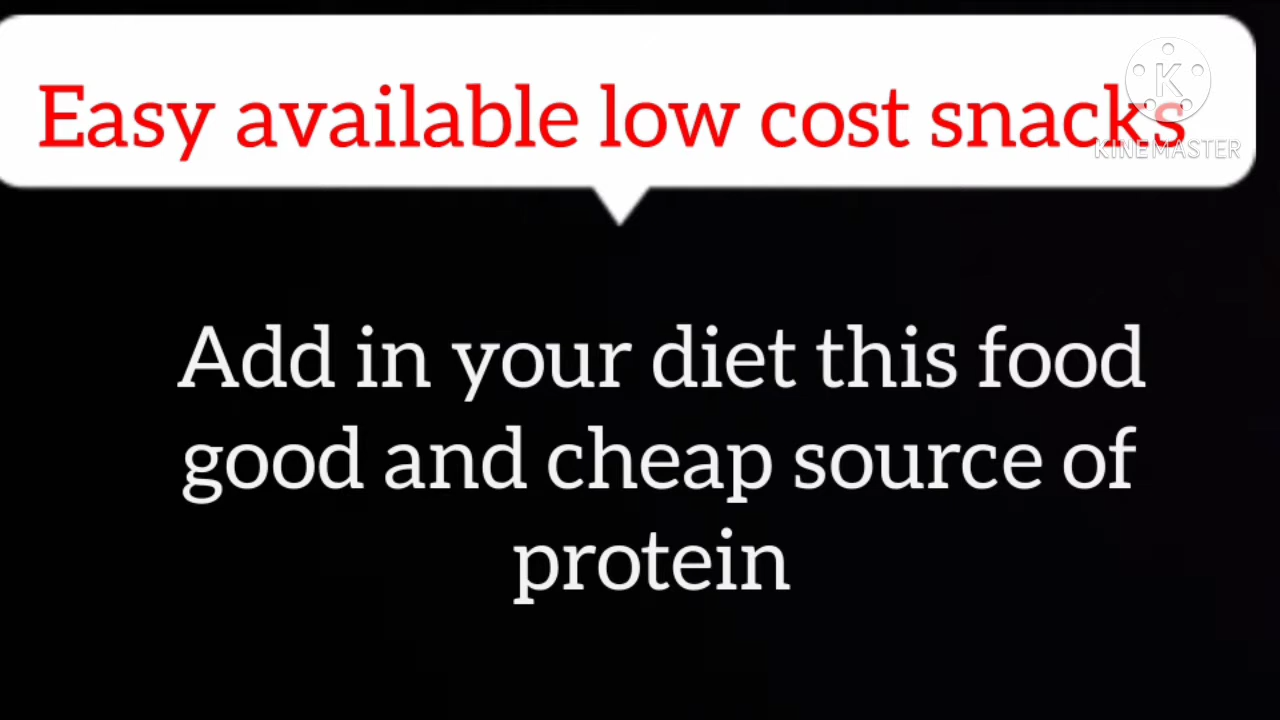 Easy available low cost snacks
K
KINEMASTER
Add in your diet this food
good and cheap source of
protein